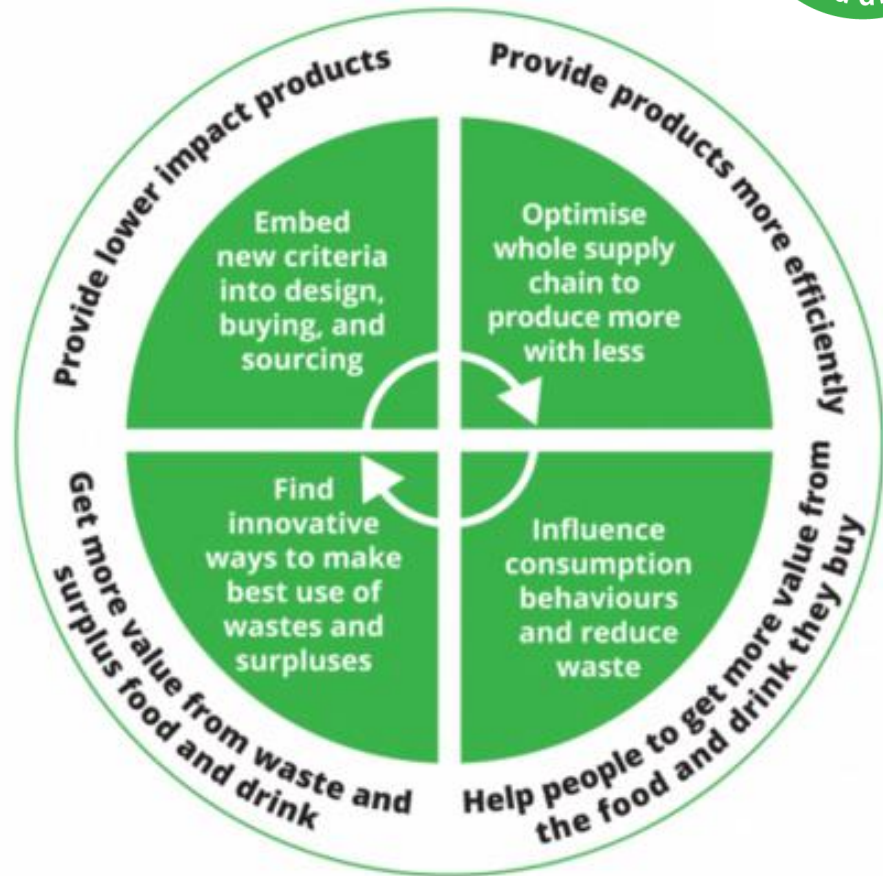 Provide lower impact products
Provide products more efficiently
Embed
new criteria
into design,
buying, and
sourcing
Optimise
whole supply
chain to
produce more
with less
Find
innovative
ways to make
best use of
wastes and
surpluses
Influence
consumption
behaviours
and reduce
waste
Get more value from waste and
surplus food and drink
Help people to get more value from
the food and drink they buy